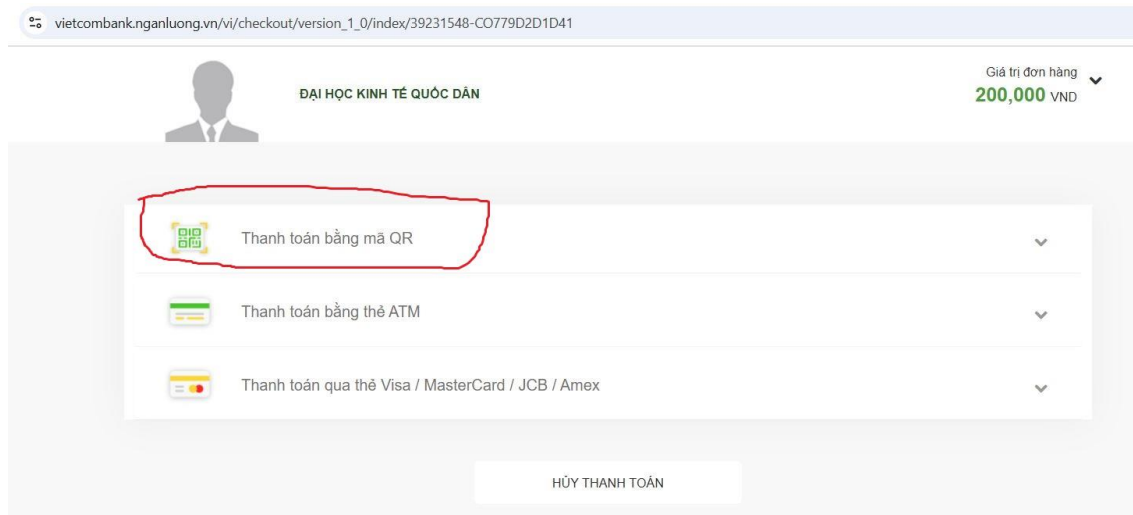 vietcombank.nganluong.vn/vi/checkout/version_1_0/index/39231548-CO779D2D1D41
Giá trị đơn hàng
ĐẠI HỌC KINH TẾ QUỐC DÂN
200,000 VND
Thanh toán bằng mã QR
Thanh toán bằng thẻ ATM
Thanh toán qua thẻ Visa / MasterCard / JCB / Amex
HỦY THANH TOÁN